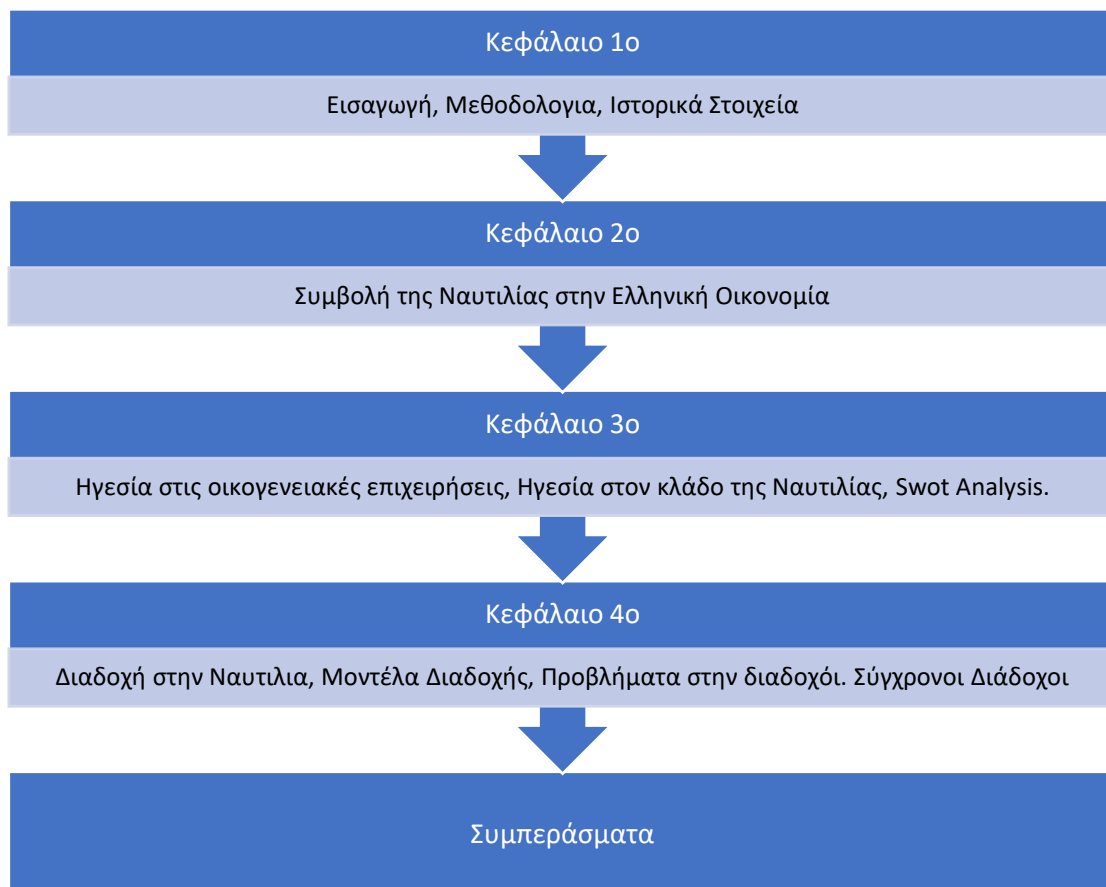 Κεφάλαιο 1ο
Εισαγωγή, Μεθοδολογια, Ιστορικά Στοιχεία
Κεφάλαιο 2ο
Συμβολή της Ναυτιλίας στην Ελληνική Οικονομία
Κεφάλαιο 3ο
Ηγεσία στις οικογενειακές επιχειρήσεις, Ηγεσία στον κλάδο της Ναυτιλίας, Swot Analysis.
Κεφάλαιο 4ο
Διαδοχή στην Ναυτιλια, Μοντέλα Διαδοχής, Προβλήματα στην διαδοχόι. Σύγχρονοι Διάδοχοι
Συμπεράσματα